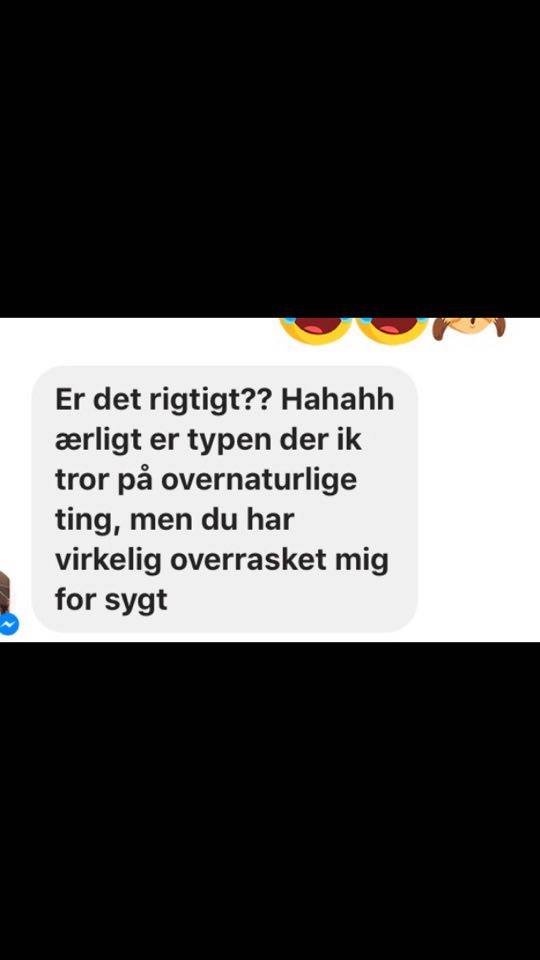 Er det rigtigt?? Hahahh
ærligt er typen der ik
tror på overnaturlige
ting, men du har
virkelig overrasket mig
for sygt